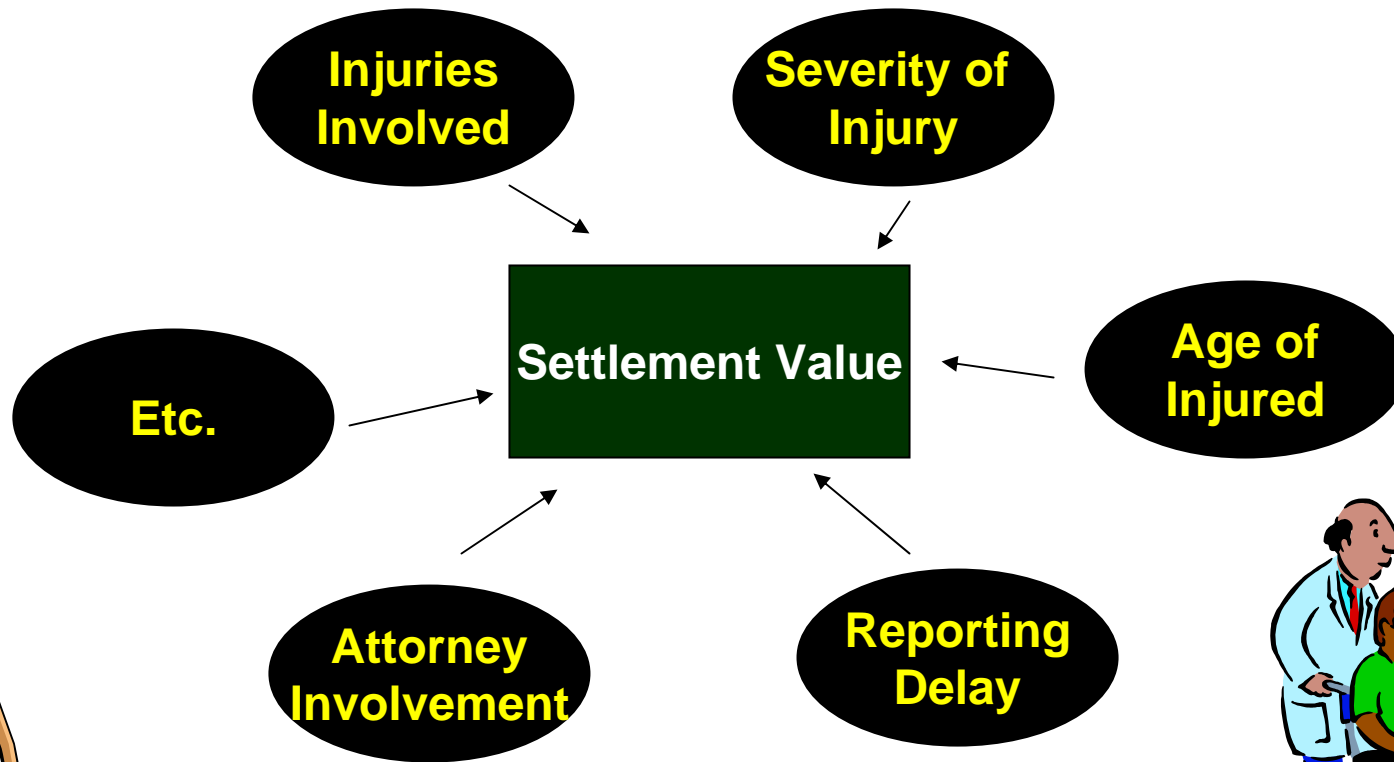 Injuries
Involved
Severity of
Injury
Settlement Value
Age of
Injured
Etc.
Attorney
Involvement
Reporting
Delay